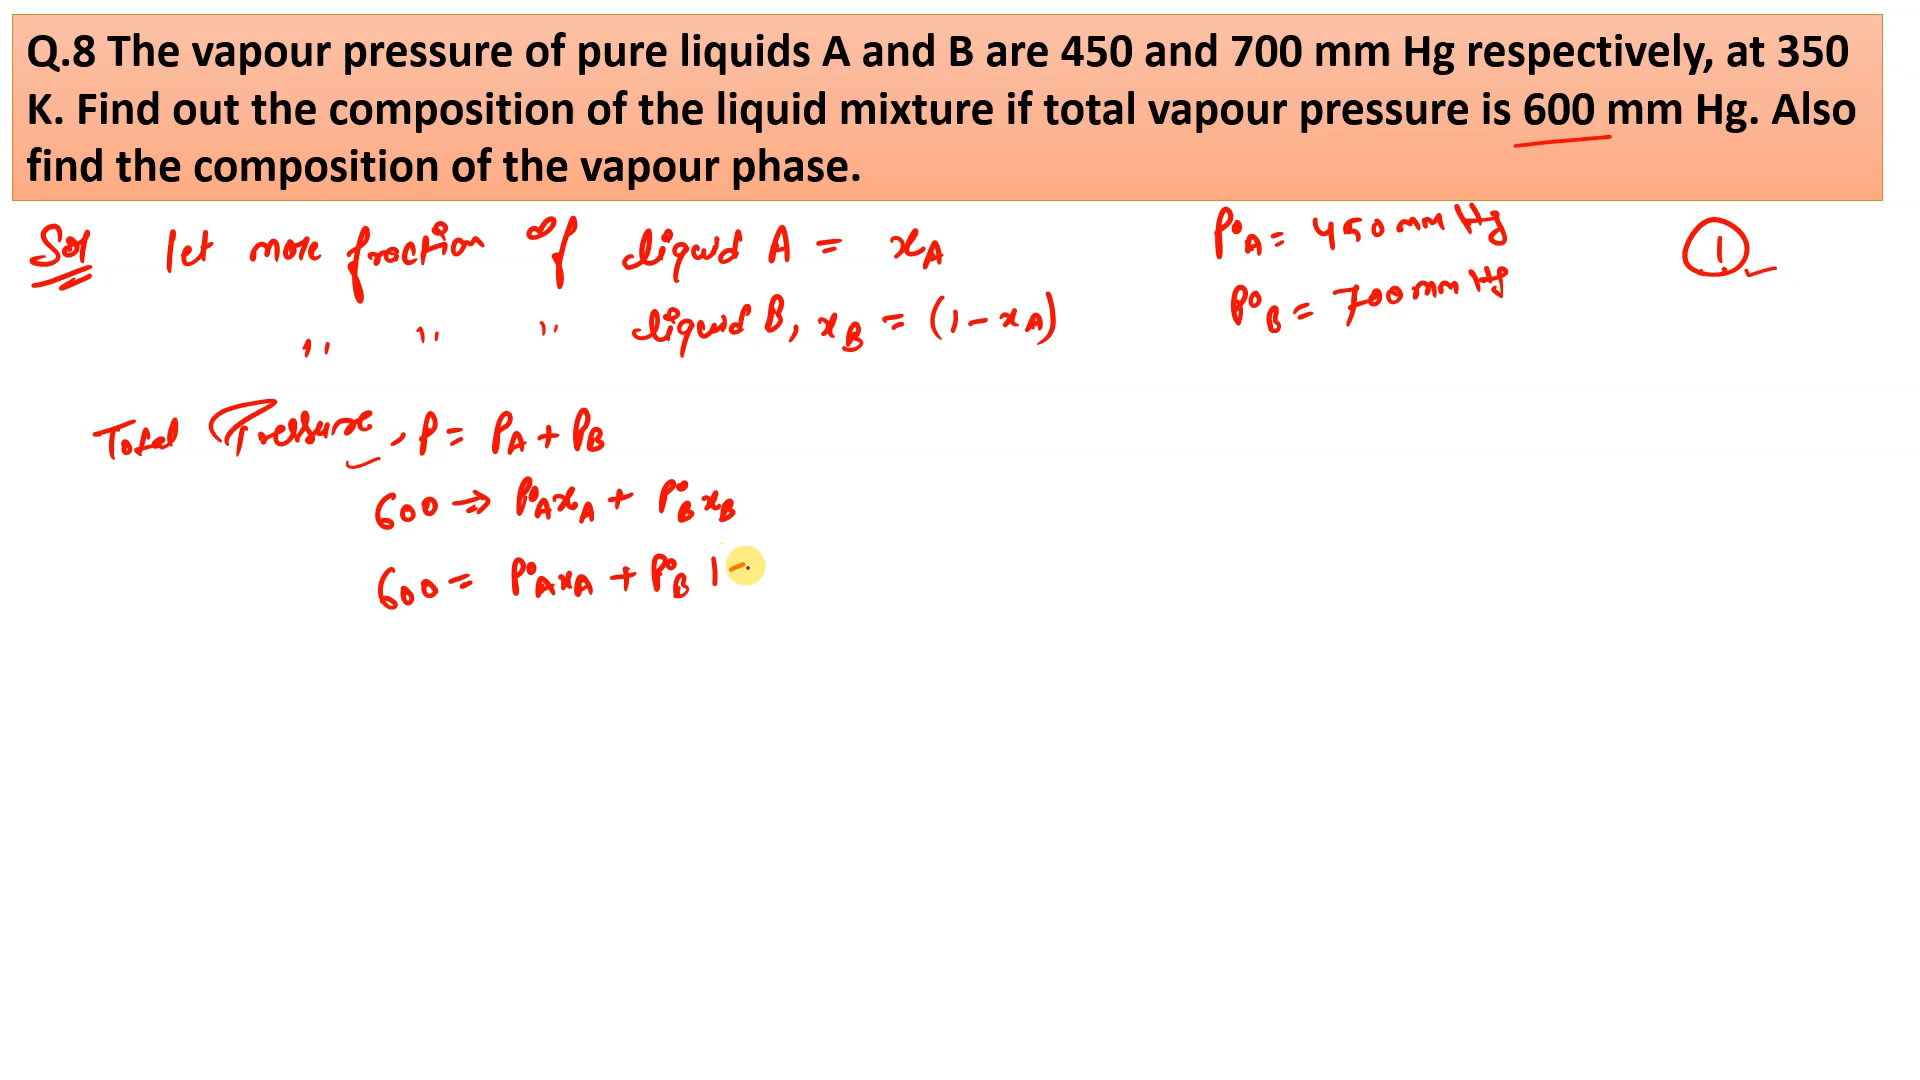 Q.8 The vapour pressure of pure liquids A and B are 450 and 700 mm Hg respectively, at 350
K. Find out the composition of the liquid mixture if total vapour pressure is 600 mm Hg. Also
find the composition of the vapour phase.
Sol let mole fraction of liquid A = xA
P°A = 450 mm Hg
1
,, ,, ,, liquid B, xB = (1 - xA)
P°B = 700 mm Hg
Total Pressure, P = PA + PB
600 => P°A xA + P°B xB
600 = P°A xA + P°B 1 -